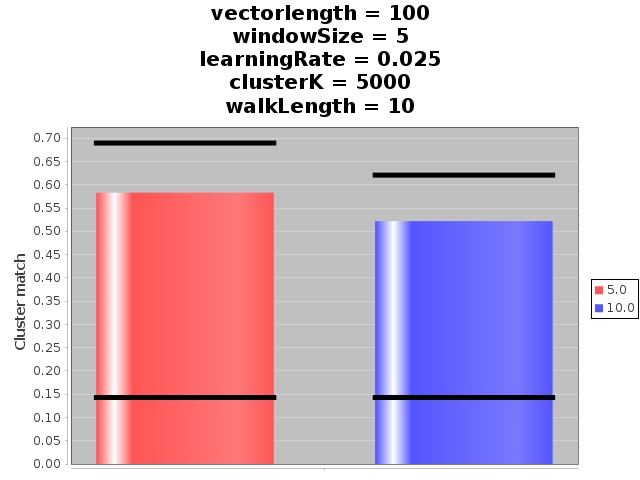 vectorlength = 100
windowSize = 5
learningRate = 0.025
clusterK = 5000
walkLength = 10
0.70
0.65
0.60
0.55
0.50
0.45
0.40
0.35
0.30
0.25
0.20
0.15
0.10
0.05
0.00
Cluster match
5.0
10.0